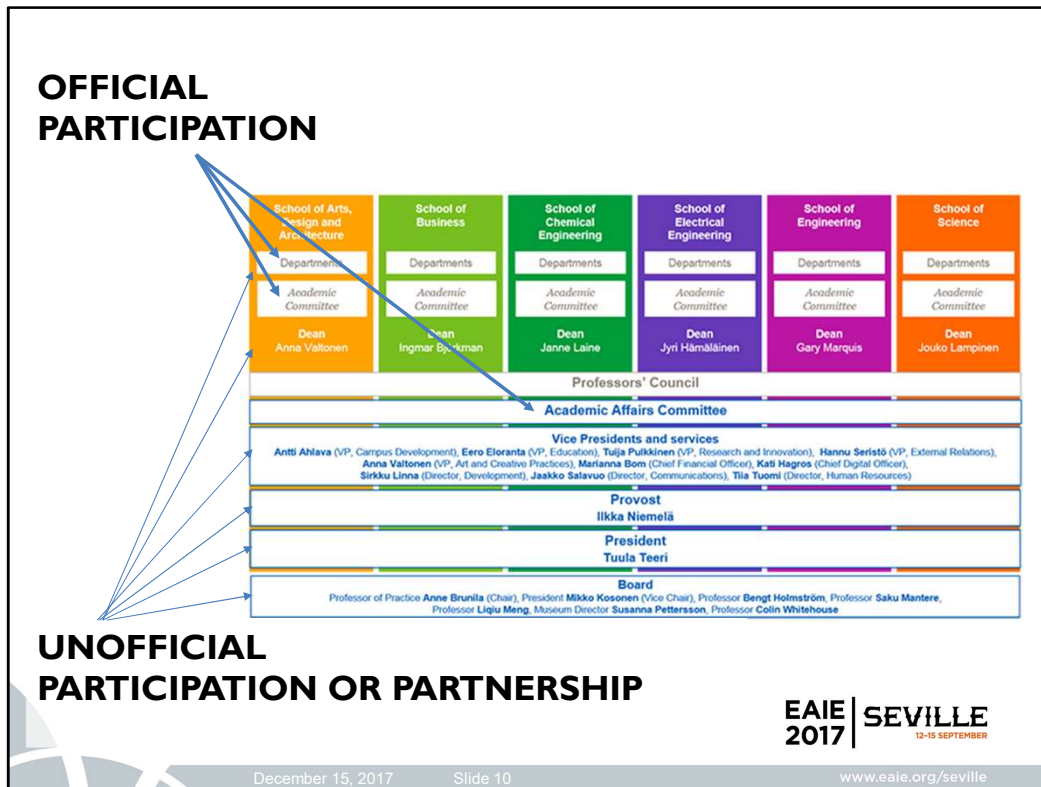 OFFICIAL
PARTICIPATION
School of Arts,
Design and
Architecture
Departments
Academic
Committee
Dean
Anna Valtonen
School of
Business
Departments
Academic
Committee
Dean
Ingmar Björkman
School of
Chemical
Engineering
Departments
Academic
Committee
Dean
Janne Laine
School of
Electrical
Engineering
Departments
Academic
Committee
Dean
Jyri Hämäläinen
School of
Engineering
Departments
Academic
Committee
Dean
Gary Marquis
School of
Science
Departments
Academic
Committee
Dean
Jouko Lampinen
Professors' Council
Academic Affairs Committee
Vice Presidents and services
Antti Ahlava (VP, Campus Development), Eero Eloranta (VP, Education), Tuija Pulkkinen (VP, Research and Innovation), Hannu Seristö (VP, External Relations),
Anna Valtonen (VP, Art and Creative Practices), Marianna Bom (Chief Financial Officer), Kati Hagros (Chief Digital Officer),
Sirkku Linna (Director, Development), Jaakko Salavuo (Director, Communications), Tiia Tuomi (Director, Human Resources)
Provost
Ilkka Niemelä
President
Tuula Teeri
Board
Professor of Practice Anne Brunila (Chair), President Mikko Kosonen (Vice Chair), Professor Bengt Holmström, Professor Saku Mantere,
Professor Liqiu Meng, Museum Director Susanna Pettersson, Professor Colin Whitehouse
UNOFFICIAL
PARTICIPATION OR PARTNERSHIP
EAIE
2017
SEVILLE
12-15 SEPTEMBER
December 15, 2017 Slide 10 www.eaie.org/seville